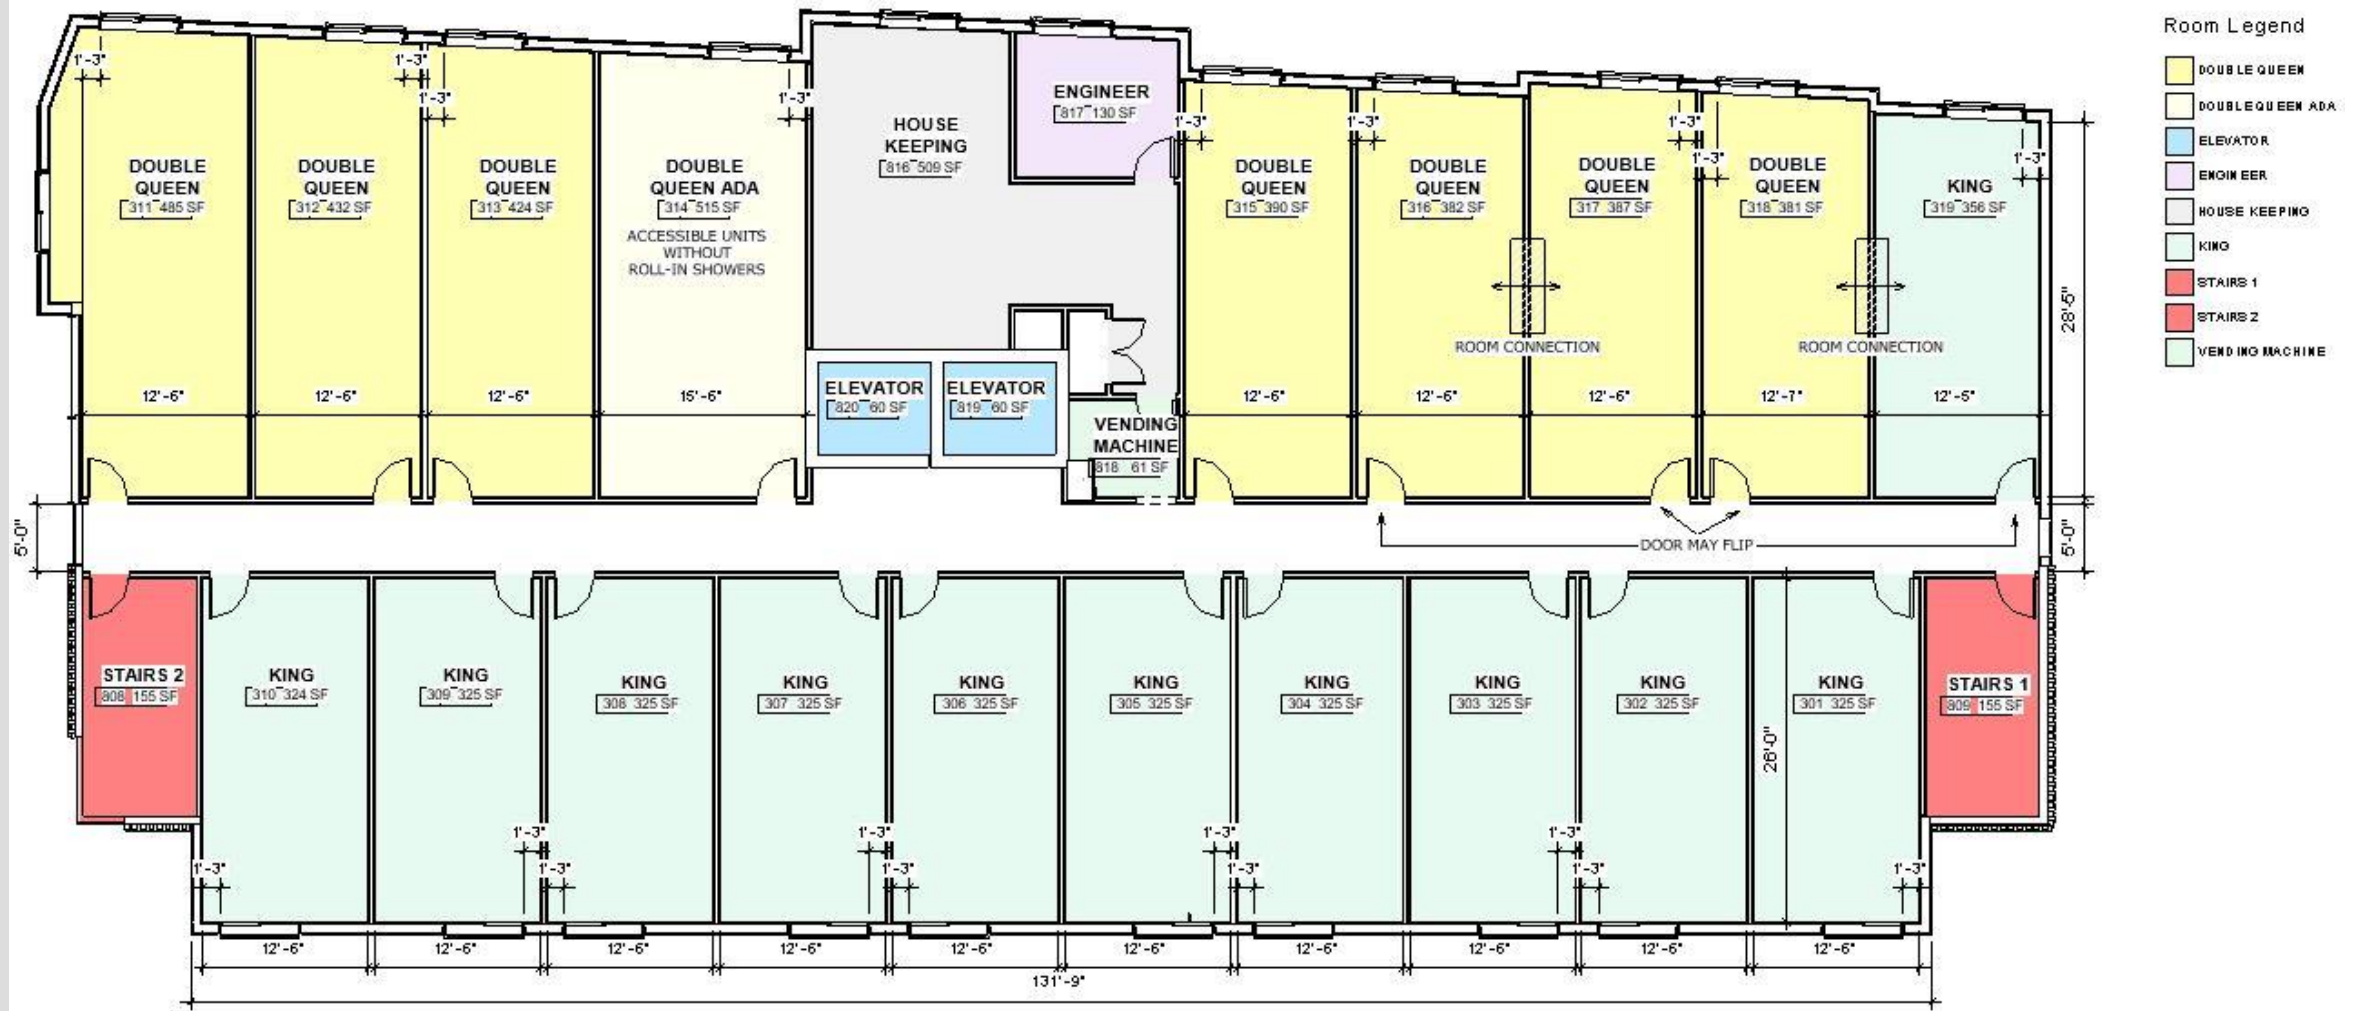 Room Legend
DOUBLE QUEEN
DOUBLE QUEEN ADA
ELEVATOR
ENGINEER
HOUSE KEEPING
KING
STAIRS 1
STAIRS 2
VENDING MACHINE
1'-3"
1'-3"
1'-3"
1'-3"
1'-3"
1'-3"
1'-3"
1'-3"
1'-3"
DOUBLE
QUEEN
311 485 SF
DOUBLE
QUEEN
312 432 SF
DOUBLE
QUEEN
313 424 SF
DOUBLE
QUEEN ADA
314 515 SF
ACCESSIBLE UNITS
WITHOUT
ROLL-IN SHOWERS
HOUSE
KEEPING
816 509 SF
ENGINEER
817 130 SF
DOUBLE
QUEEN
315 390 SF
DOUBLE
QUEEN
316 382 SF
DOUBLE
QUEEN
317 387 SF
DOUBLE
QUEEN
318 381 SF
KING
319 356 SF
28'-5"
ROOM CONNECTION
ROOM CONNECTION
12'-6"
12'-6"
12'-6"
15'-6"
ELEVATOR
820 60 SF
ELEVATOR
819 60 SF
VENDING
MACHINE
818 61 SF
12'-6"
12'-6"
12'-6"
12'-7"
12'-5"
5'-0"
DOOR MAY FLIP
5'-0"
STAIRS 2
808 155 SF
KING
310 324 SF
KING
309 325 SF
KING
308 325 SF
KING
307 325 SF
KING
306 325 SF
KING
305 325 SF
KING
304 325 SF
KING
303 325 SF
KING
302 325 SF
KING
301 325 SF
STAIRS 1
809 155 SF
26'-0"
1'-3"
1'-3"
1'-3"
1'-3"
1'-3"
1'-3"
1'-3"
1'-3"
1'-3"
1'-3"
12'-6"
12'-6"
12'-6"
12'-6"
12'-6"
12'-6"
12'-6"
12'-6"
12'-6"
12'-6"
131'-9"